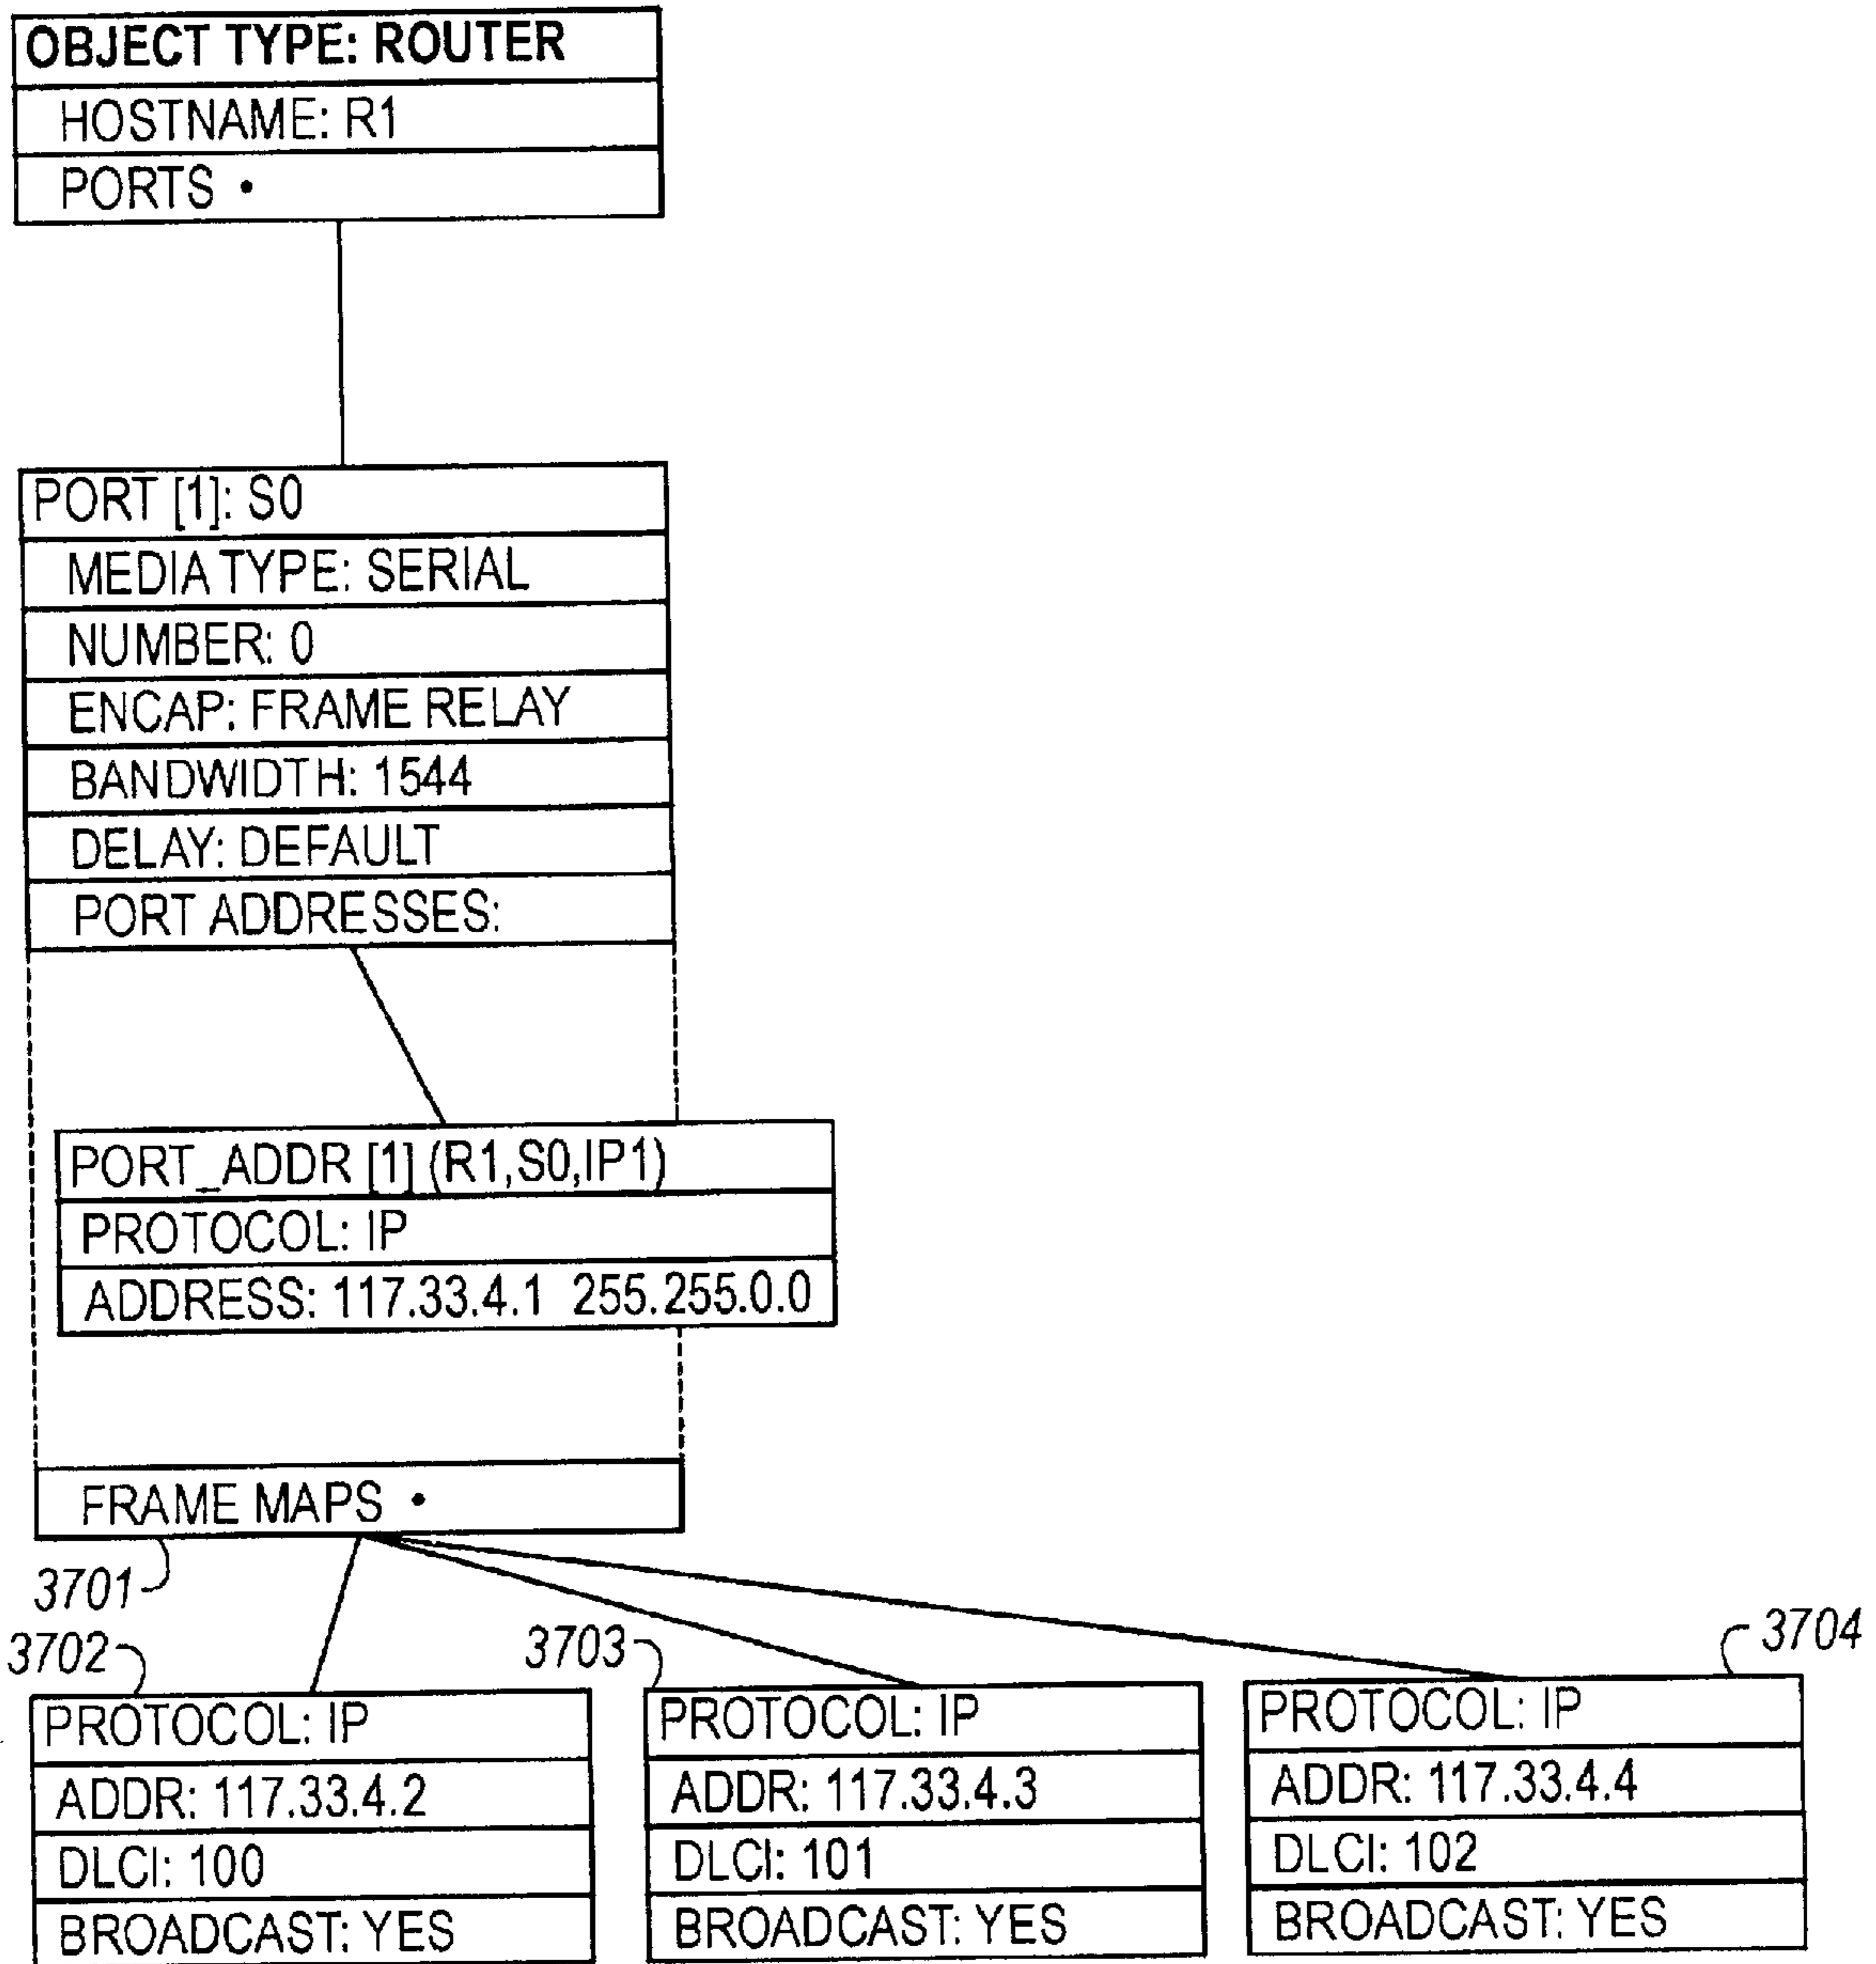 OBJECT TYPE: ROUTER
HOSTNAME: R1
PORTS •
PORT [1]: S0
MEDIA TYPE: SERIAL
NUMBER: 0
ENCAP: FRAME RELAY
BANDWIDTH: 1544
DELAY: DEFAULT
PORT ADDRESSES:
PORT_ADDR [1] (R1,S0,IP1)
PROTOCOL: IP
ADDRESS: 117.33.4.1 255.255.0.0
FRAME MAPS •
3701
3702
PROTOCOL: IP
ADDR: 117.33.4.2
DLCI: 100
BROADCAST: YES
3703
PROTOCOL: IP
ADDR: 117.33.4.3
DLCI: 101
BROADCAST: YES
3704
PROTOCOL: IP
ADDR: 117.33.4.4
DLCI: 102
BROADCAST: YES